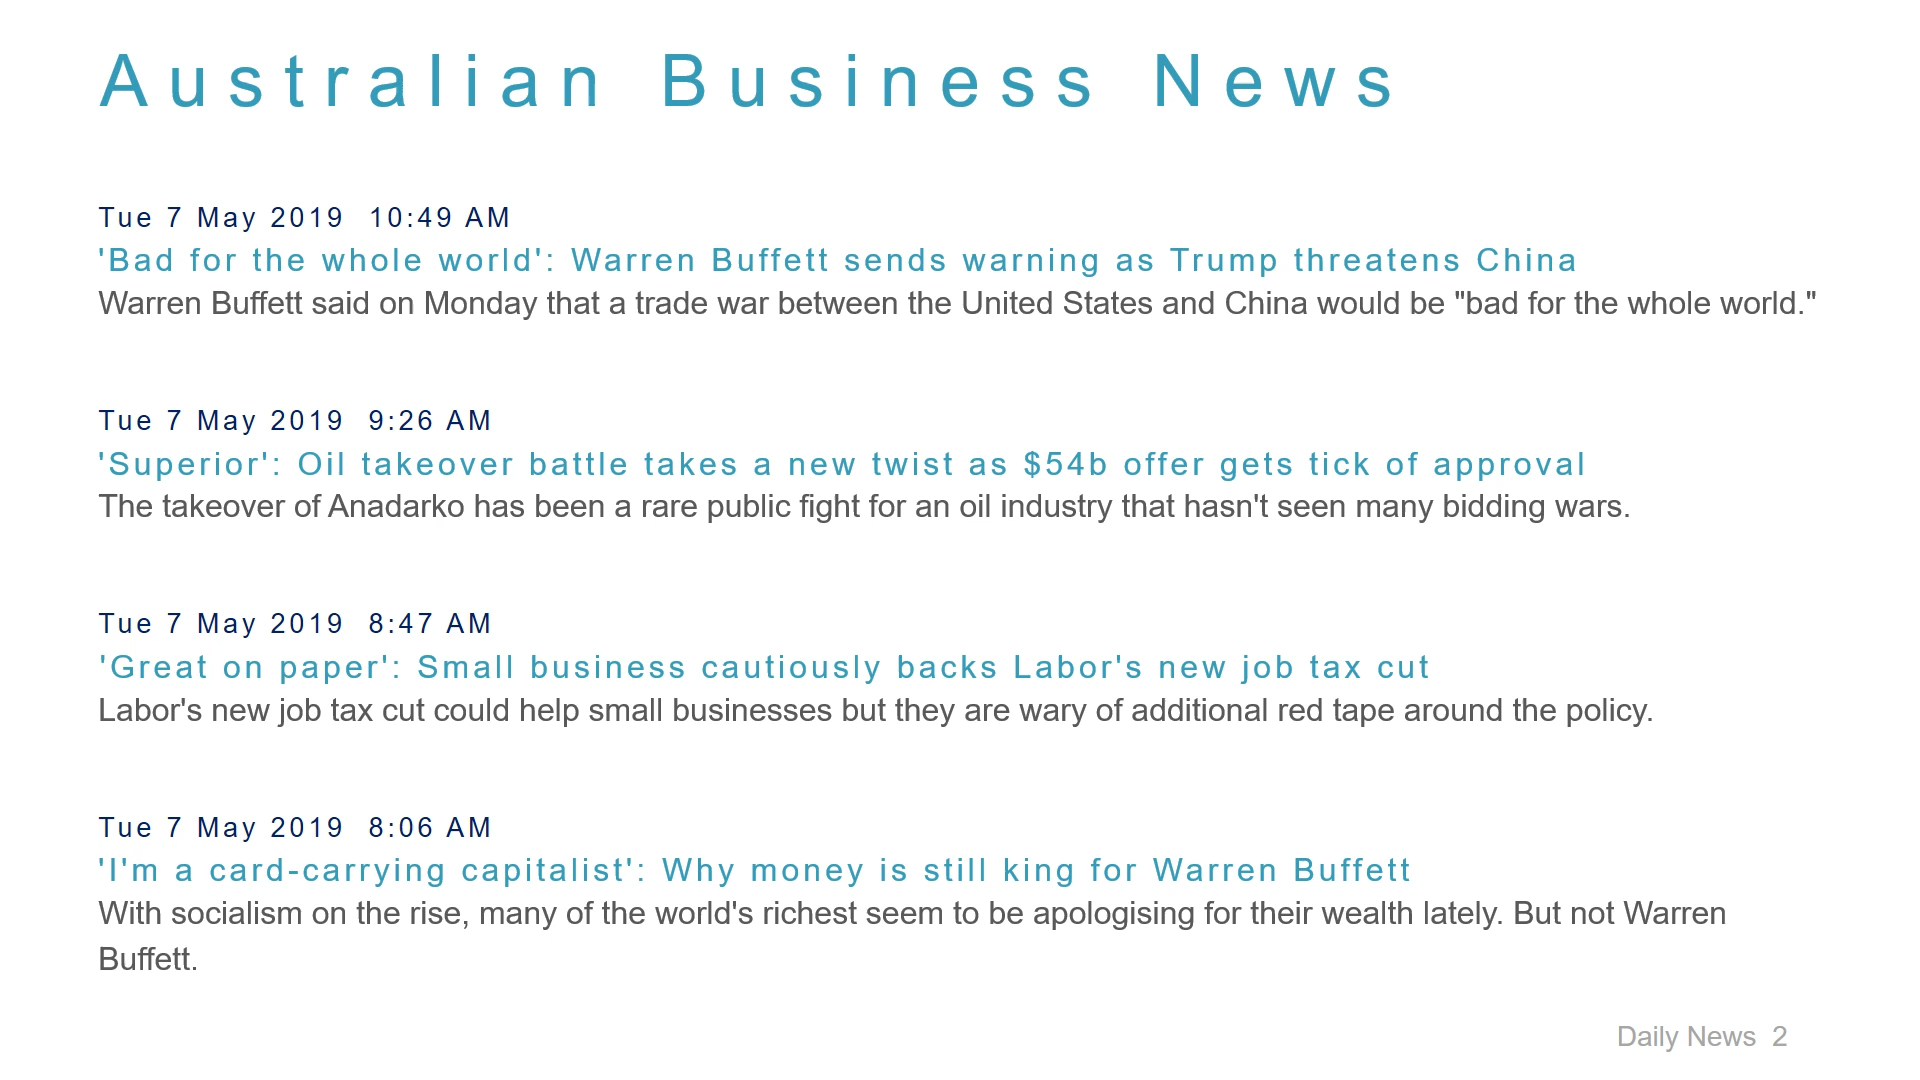 Australian Business News
Tue 7 May 2019 10:49 AM
'Bad for the whole world': Warren Buffett sends warning as Trump threatens China
Warren Buffett said on Monday that a trade war between the United States and China would be "bad for the whole world."
Tue 7 May 2019 9:26 AM
'Superior': Oil takeover battle takes a new twist as $54b offer gets tick of approval
The takeover of Anadarko has been a rare public fight for an oil industry that hasn't seen many bidding wars.
Tue 7 May 2019 8:47 AM
'Great on paper': Small business cautiously backs Labor's new job tax cut
Labor's new job tax cut could help small businesses but they are wary of additional red tape around the policy.
Tue 7 May 2019 8:06 AM
'I'm a card-carrying capitalist': Why money is still king for Warren Buffett
With socialism on the rise, many of the world's richest seem to be apologising for their wealth lately. But not Warren
Buffett.
Daily News 2